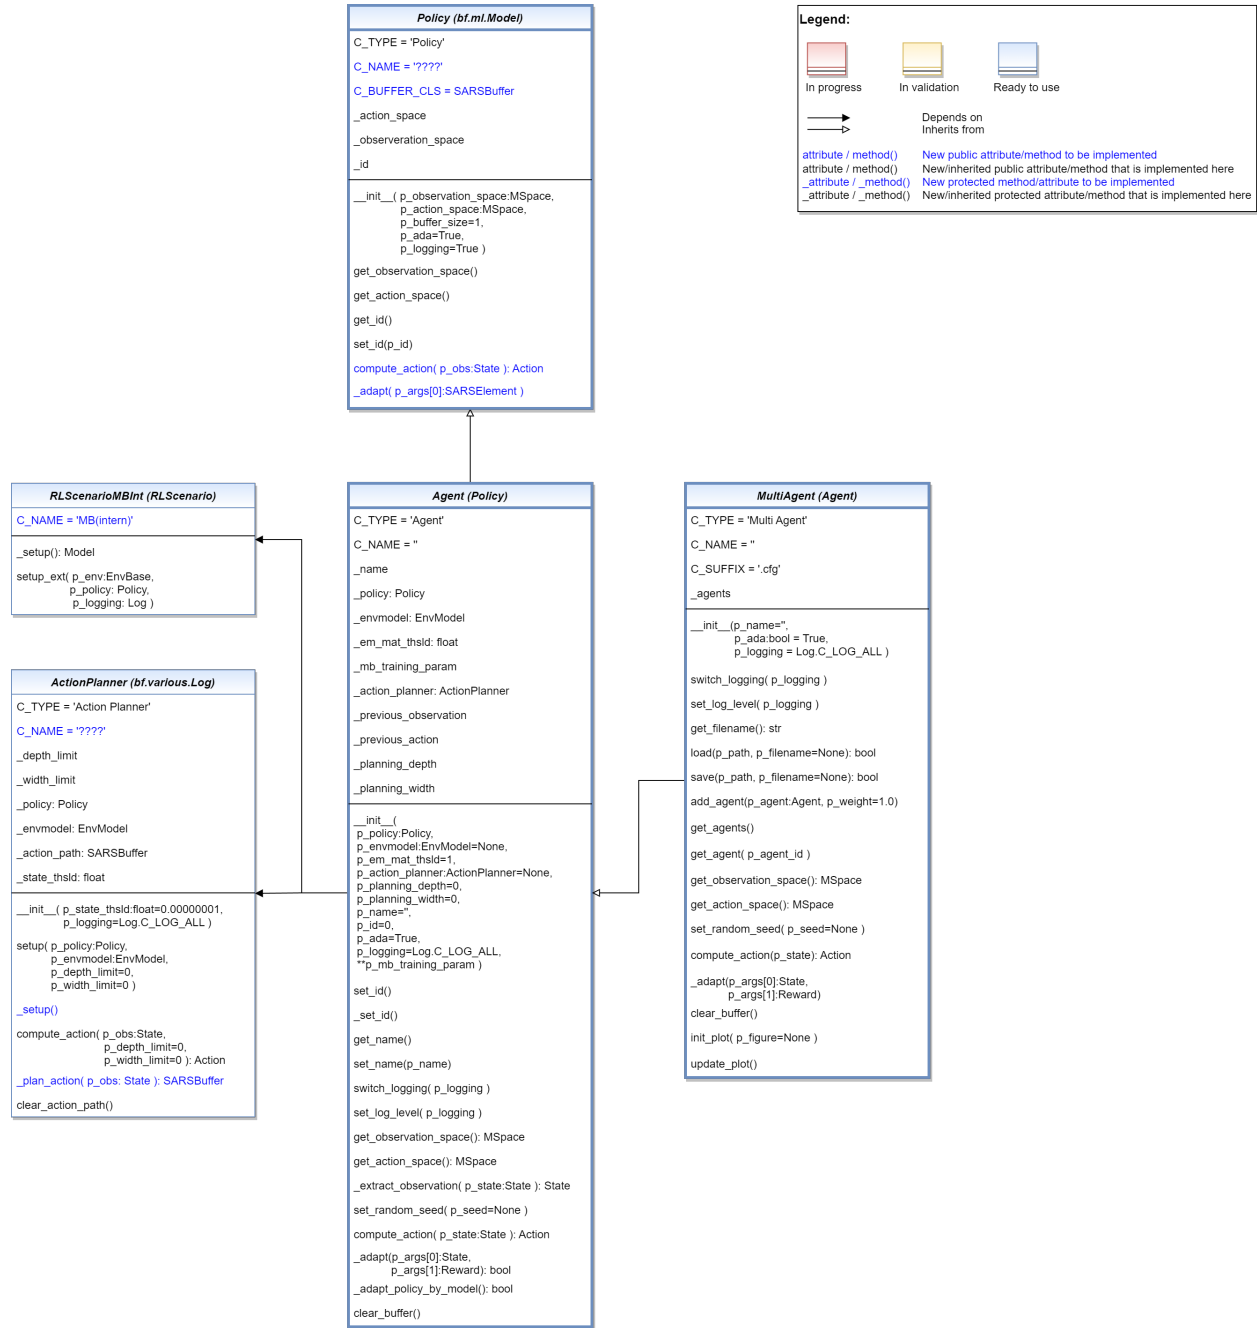 Policy (bf.ml.Model)
C_TYPE = 'Policy'
C_NAME = '????'
C_BUFFER_CLS = SARSBuffer
_action_space
_observeration_space
_id
__init__( p_observation_space:MSpace,
p_action_space:MSpace,
p_buffer_size=1,
p_ada=True,
p_logging=True )
get_observation_space()
get_action_space()
get_id()
set_id(p_id)
compute_action( p_obs:State ): Action
_adapt( p_args[0]:SARSElement )
Legend:
In progress
In validation
Ready to use
Depends on
Inherits from
attribute / method() New public attribute/method to be implemented
attribute / method() New/inherited public attribute/method that is implemented here
_attribute / _method() New protected method/attribute to be implemented
_attribute / _method() New/inherited protected attribute/method that is implemented here
RLScenarioMBInt (RLScenario)
C_NAME = 'MB(intern)'
_setup(): Model
setup_ext( p_env:EnvBase,
p_policy: Policy,
p_logging: Log )
ActionPlanner (bf.various.Log)
C_TYPE = 'Action Planner'
C_NAME = '????'
_depth_limit
_width_limit
_policy: Policy
_envmodel: EnvModel
_action_path: SARSBuffer
_state_thsld: float
__init__( p_state_thsld:float=0.00000001,
p_logging=Log.C_LOG_ALL )
setup( p_policy:Policy,
p_envmodel:EnvModel,
p_depth_limit=0,
p_width_limit=0 )
_setup()
compute_action( p_obs:State,
p_depth_limit=0,
p_width_limit=0 ): Action
_plan_action( p_obs: State ): SARSBuffer
clear_action_path()
Agent (Policy)
C_TYPE = 'Agent'
C_NAME = ''
_name
_policy: Policy
_envmodel: EnvModel
_em_mat_thsld: float
_mb_training_param
_action_planner: ActionPlanner
_previous_observation
_previous_action
_planning_depth
_planning_width
__init__(
p_policy:Policy,
p_envmodel:EnvModel=None,
p_em_mat_thsld=1,
p_action_planner:ActionPlanner=None,
p_planning_depth=0,
p_planning_width=0,
p_name='',
p_id=0,
p_ada=True,
p_logging=Log.C_LOG_ALL,
**p_mb_training_param )
set_id()
_set_id()
get_name()
set_name(p_name)
switch_logging( p_logging )
set_log_level( p_logging )
get_observation_space(): MSpace
get_action_space(): MSpace
_extract_observation( p_state:State ): State
set_random_seed( p_seed=None )
compute_action( p_state:State ): Action
_adapt(p_args[0]:State,
p_args[1]:Reward): bool
_adapt_policy_by_model(): bool
clear_buffer()
MultiAgent (Agent)
C_TYPE = 'Multi Agent'
C_NAME = ''
C_SUFFIX = '.cfg'
_agents
__init__(p_name='',
p_ada:bool = True,
p_logging = Log.C_LOG_ALL )
switch_logging( p_logging )
set_log_level( p_logging )
get_filename(): str
load(p_path, p_filename=None): bool
save(p_path, p_filename=None): bool
add_agent(p_agent:Agent, p_weight=1.0)
get_agents()
get_agent( p_agent_id )
get_observation_space(): MSpace
get_action_space(): MSpace
set_random_seed( p_seed=None )
compute_action(p_state): Action
_adapt(p_args[0]:State,
p_args[1]:Reward)
clear_buffer()
init_plot( p_figure=None )
update_plot()